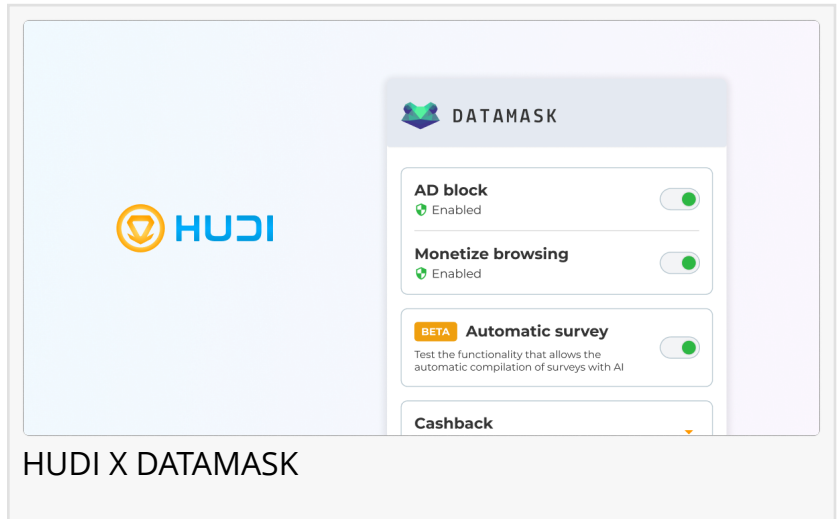 DATAMASK
HUDI
AD block
Enabled
Monetize browsing
Enabled
BETA Automatic survey
Test the functionality that allows the
automatic compilation of surveys with AI
Cashback
HUDI X DATAMASK